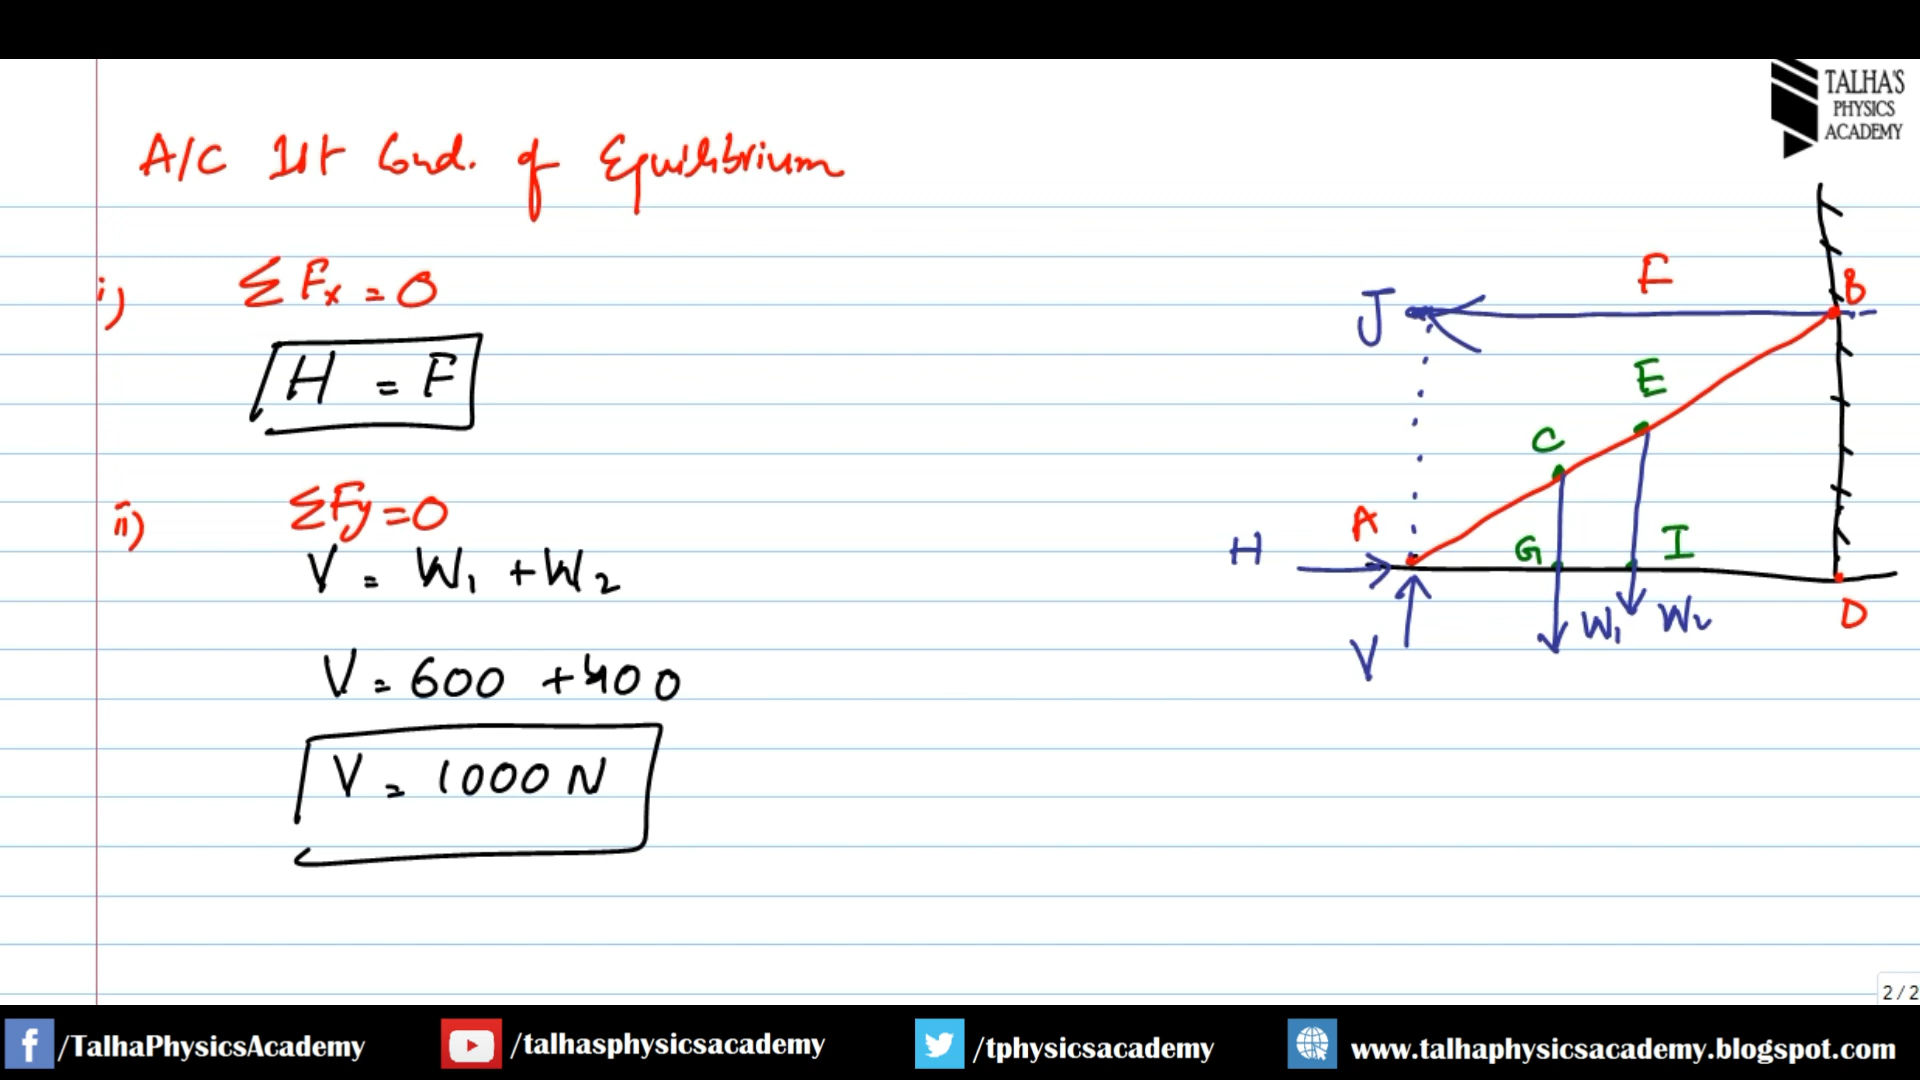 TALHA'S
PHYSICS
ACADEMY
A/C 1st Cond. of Equilibrium
i) ΣFx = 0
H = F
ii) ΣFy = 0
V = W1 + W2
V = 600 + 400
V = 1000 N
F
B
J
E
C
A
H
G
I
V
W1
W2
D
2/2
/TalhaPhysicsAcademy
/talhasphysicsacademy
/tphysicsacademy
www.talhaphysicsacademy.blogspot.com